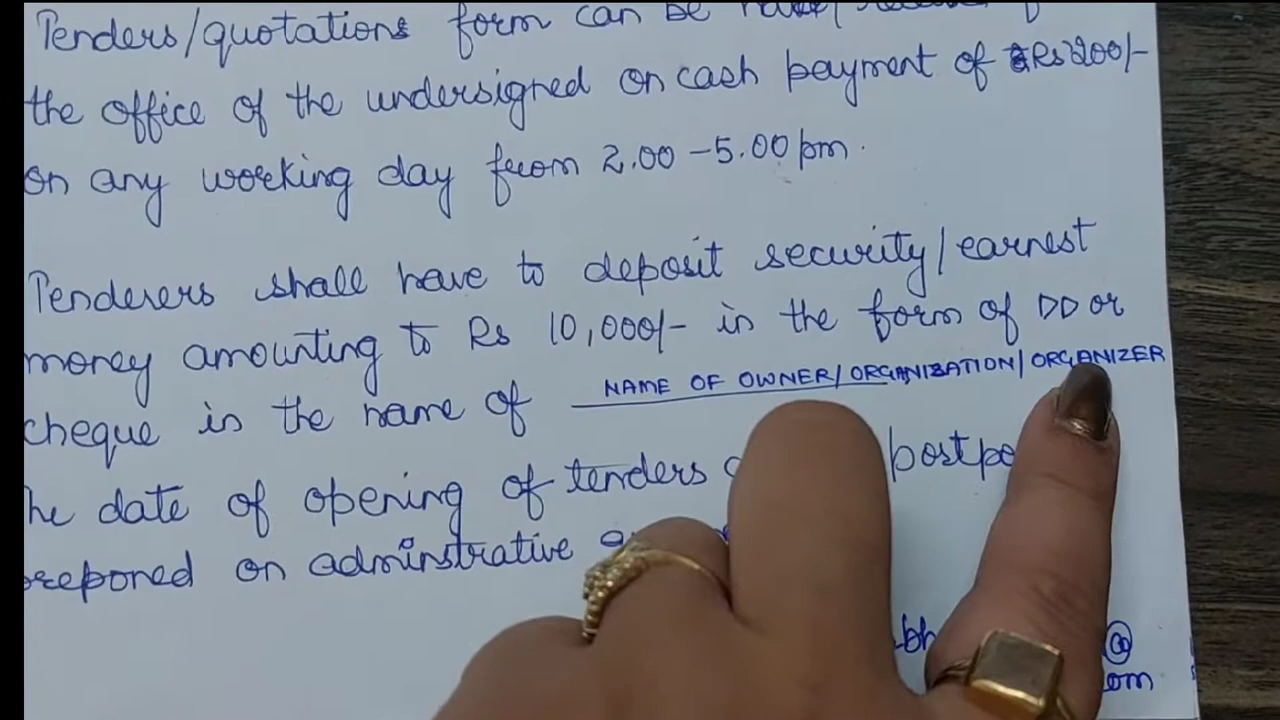 Tenders/quotations form can be
the office of the undersigned on cash payment of Rs 200/-
on any working day from 2.00-5.00 pm.
Tenderers shall have to deposit security/earnest
money amounting to Rs 10,000/- in the form of DD or
cheque in the name of NAME OF OWNER/ORGANIZATION/ORGANIZER
he date of opening of tenders postpo
reponed on adminstrative
@
om